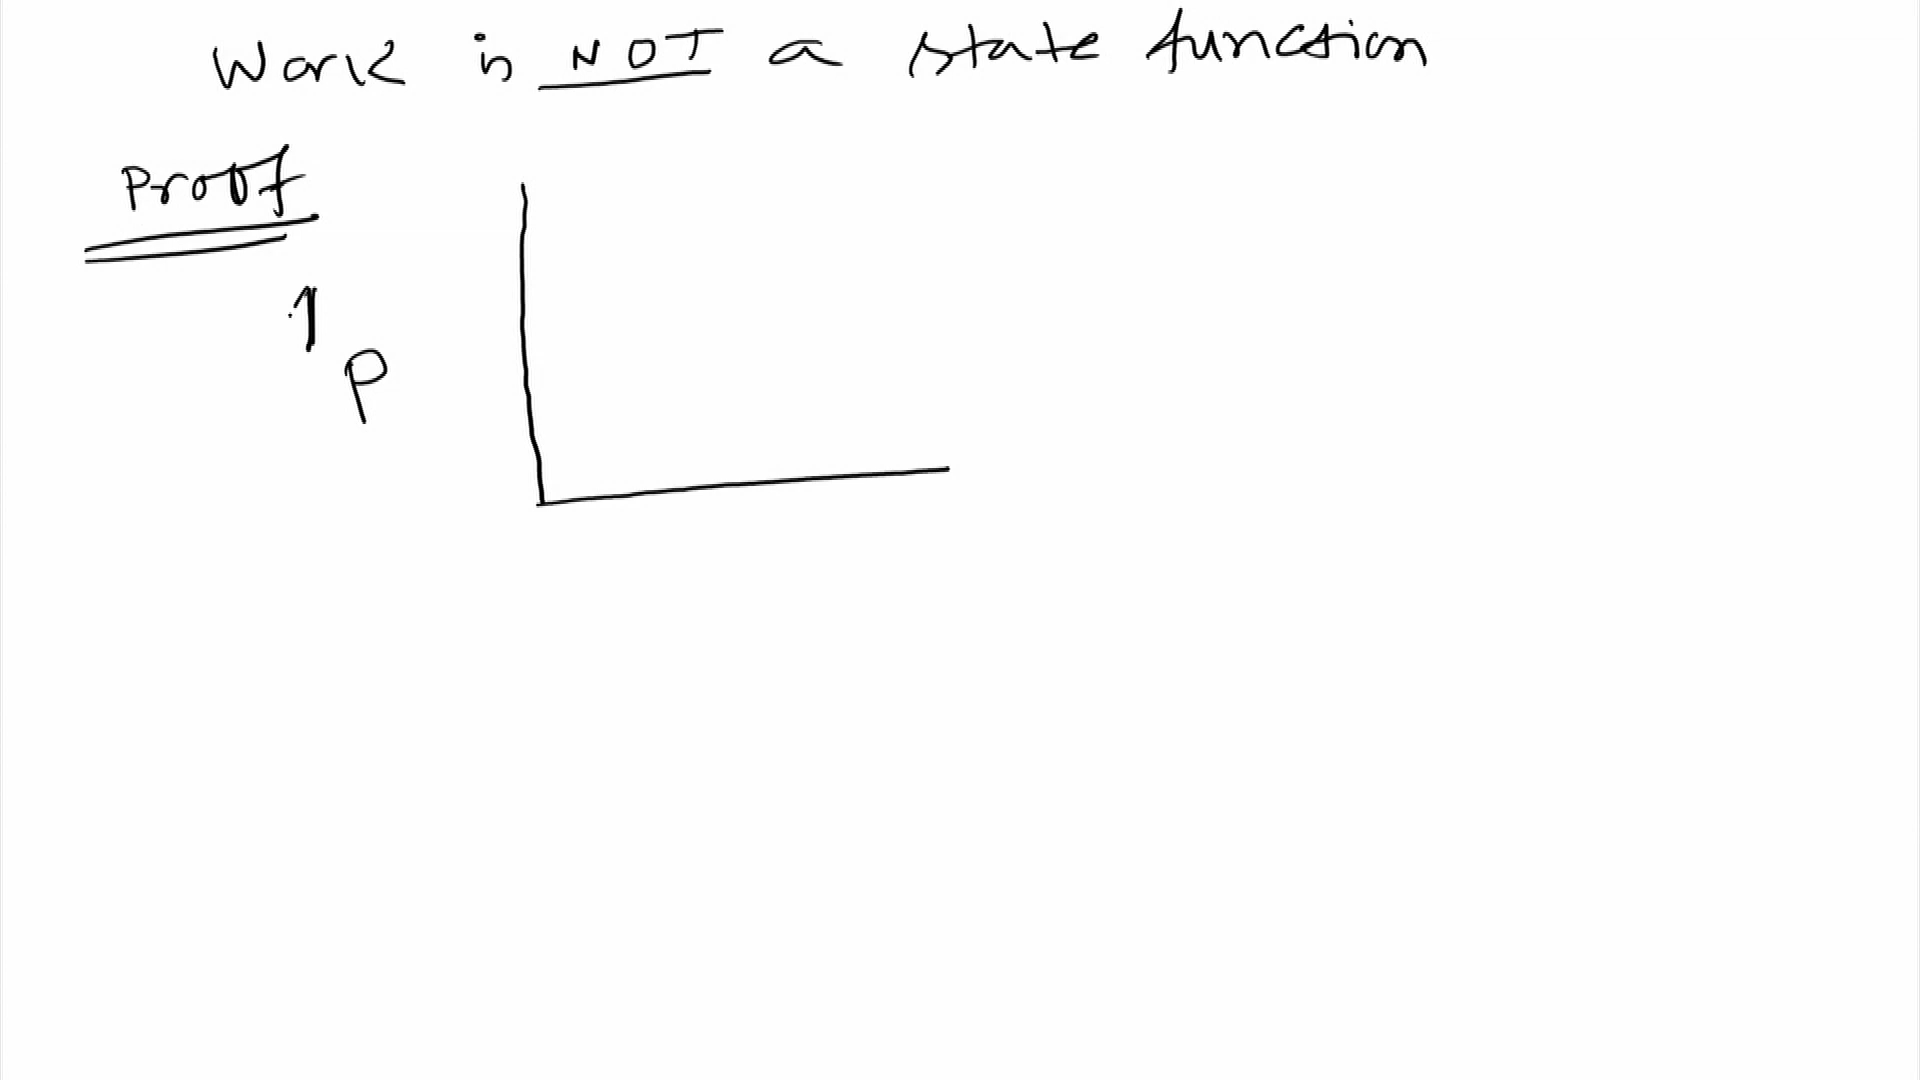 Work is NOT a state function
Proof
↑
P